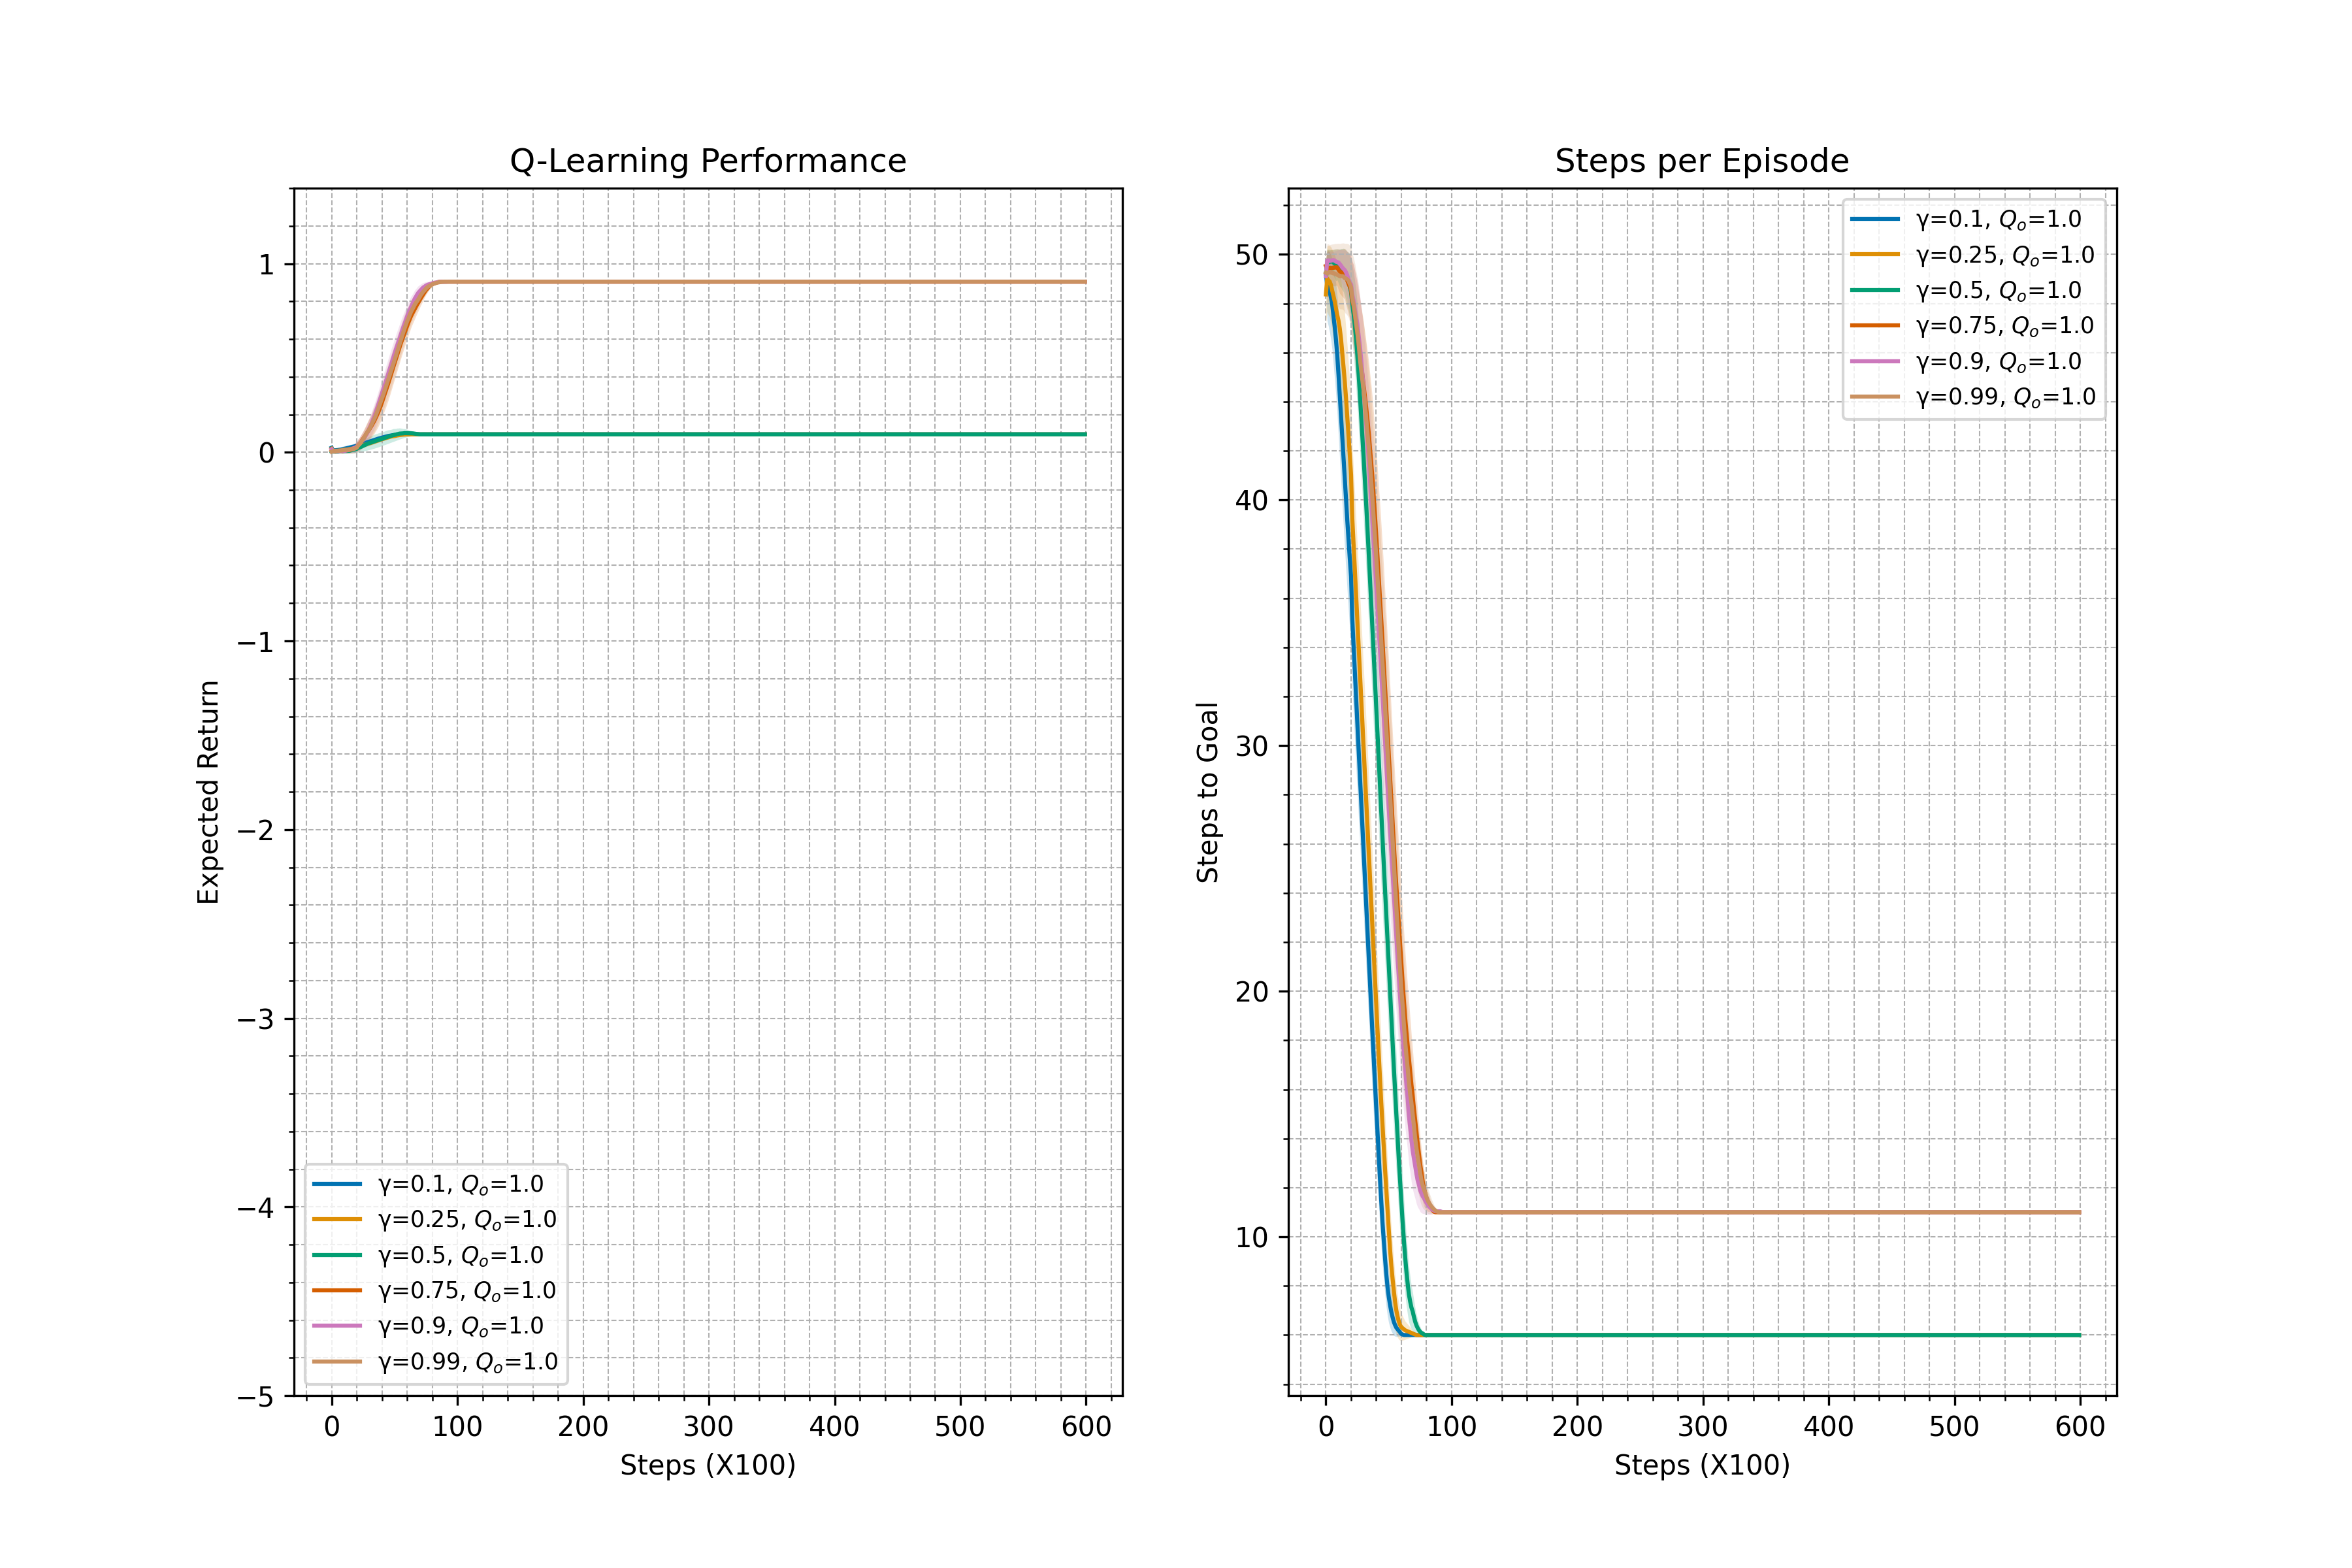 Q-Learning Performance
1
0
−1
−2
−3
−4
−5
Expected Return
0 100 200 300 400 500 600
Steps (X100)
γ=0.1, Qo=1.0
γ=0.25, Qo=1.0
γ=0.5, Qo=1.0
γ=0.75, Qo=1.0
γ=0.9, Qo=1.0
γ=0.99, Qo=1.0
Steps per Episode
50
40
30
20
10
Steps to Goal
0 100 200 300 400 500 600
Steps (X100)
γ=0.1, Qo=1.0
γ=0.25, Qo=1.0
γ=0.5, Qo=1.0
γ=0.75, Qo=1.0
γ=0.9, Qo=1.0
γ=0.99, Qo=1.0